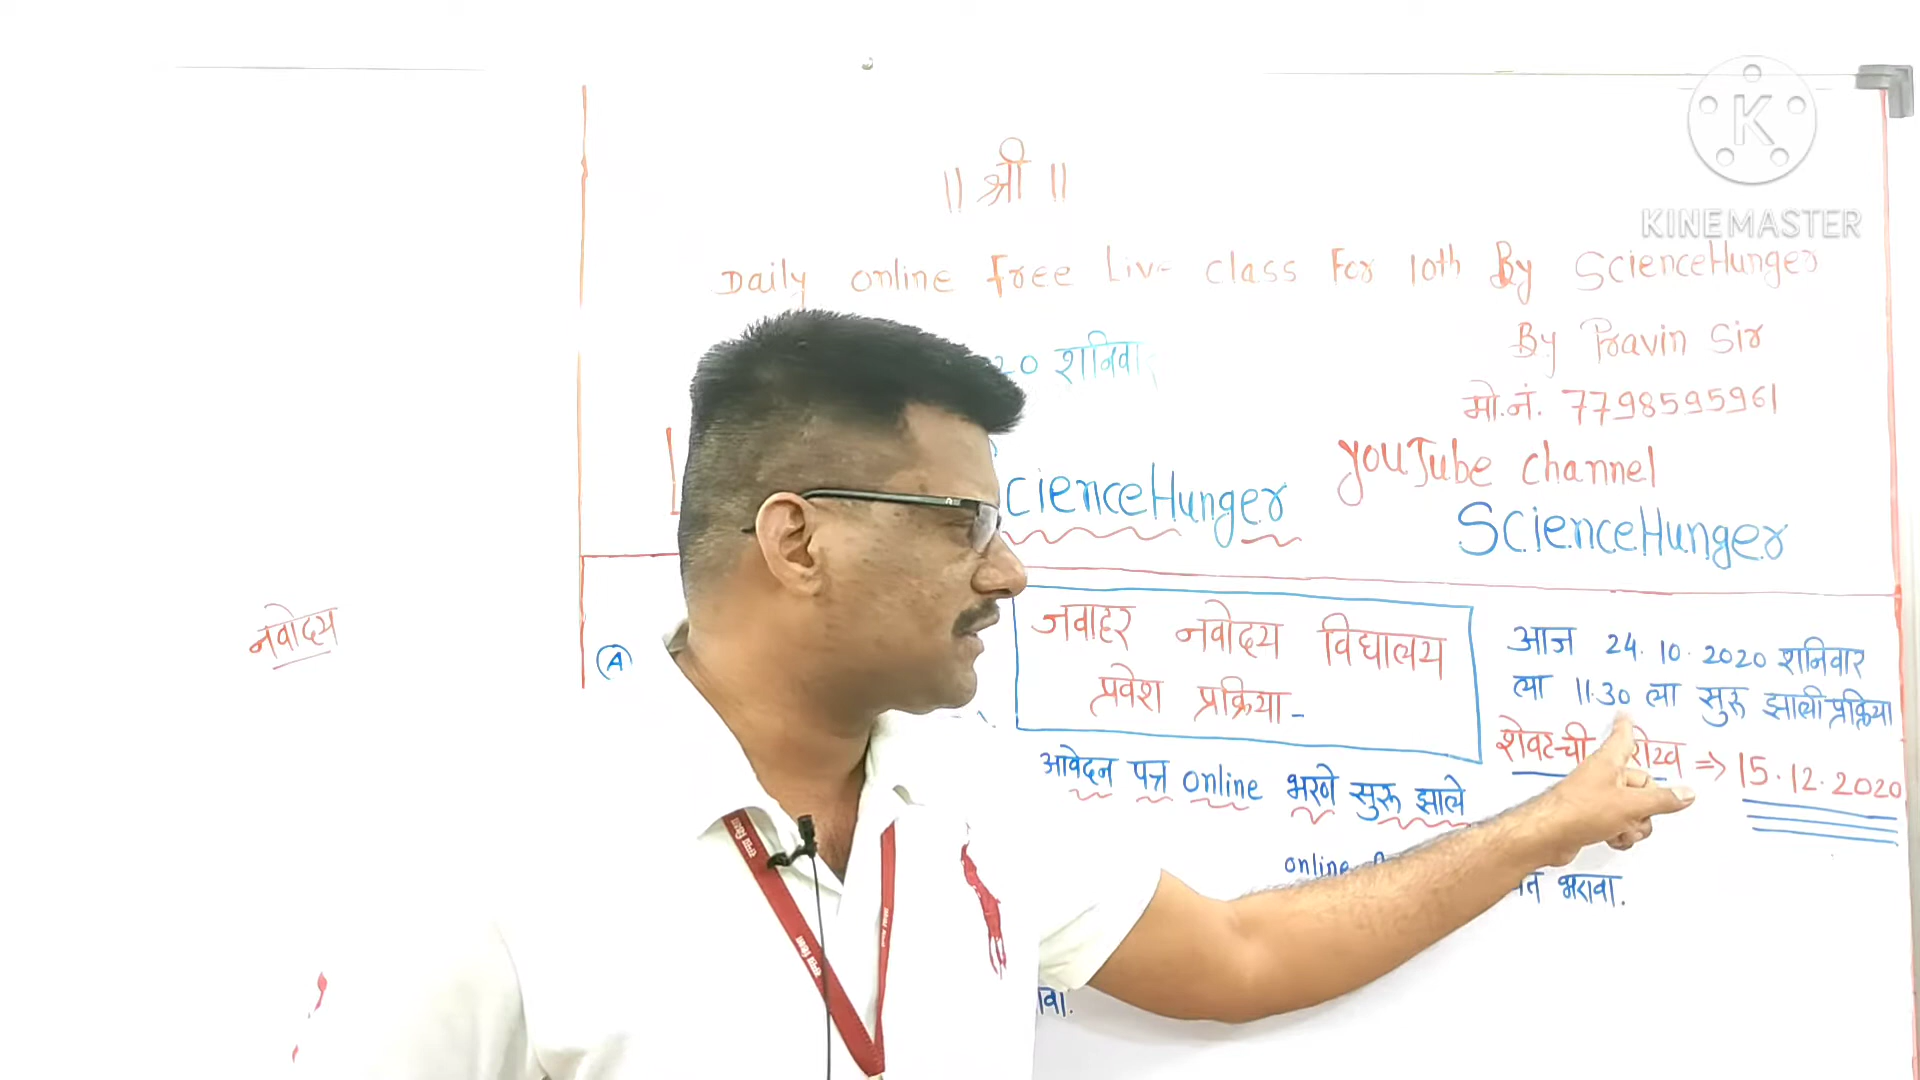 || श्री ||
KINEMASTER
Daily online Free Live class For 10th By ScienceHunger
20 शनिवार
By Pravin Sir
मो.नं. 7798595961
YouTube channel
cienceHunger
ScienceHunger
नवोदय
A
जवाहर नवोदय विद्यालय
प्रवेश प्रक्रिया-
आज 24.10.2020 शनिवार
ला 11.30 ला सुरू झाली प्रक्रिया
शेवटची रीख => 15.12.2020
आवेदन पत्र online भरणे सुरू झाले
online
भरावा.